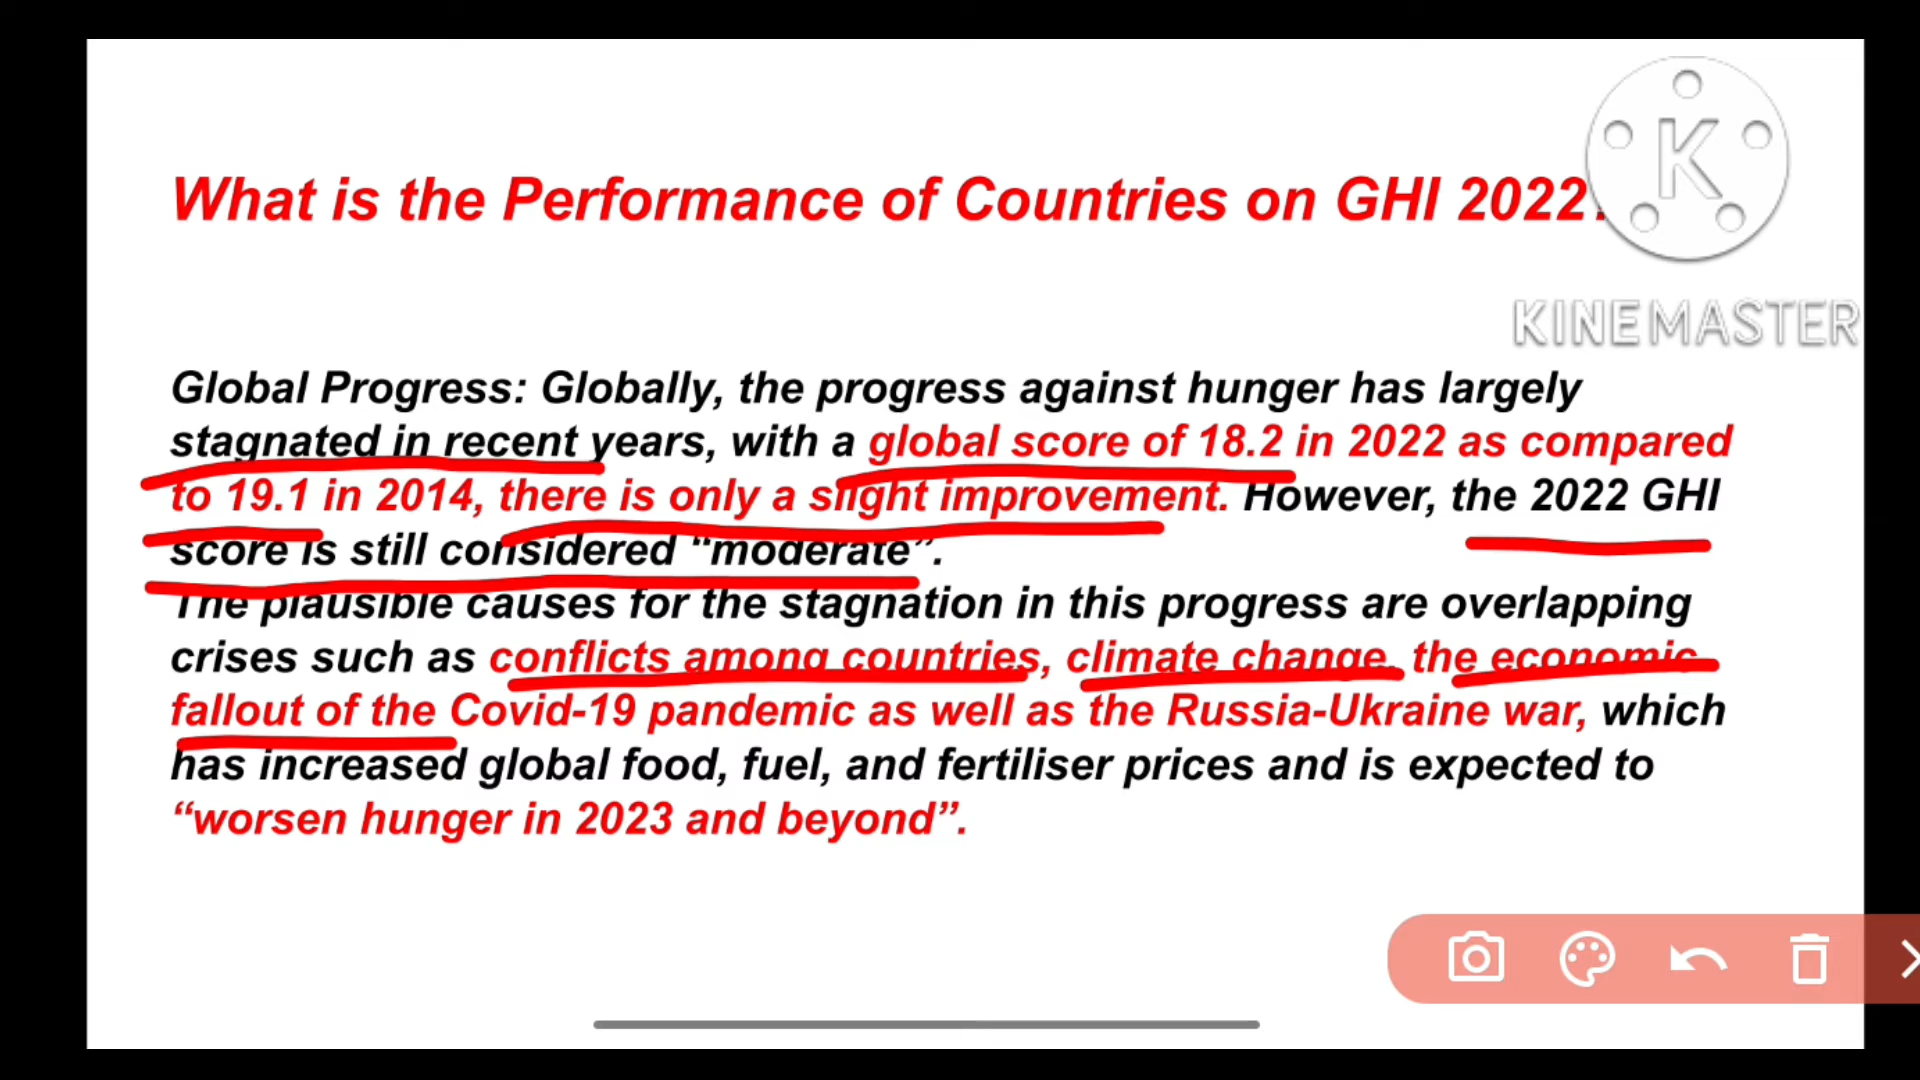 What is the Performance of Countries on GHI 2022?
K
KINEMASTER
Global Progress: Globally, the progress against hunger has largely
stagnated in recent years, with a global score of 18.2 in 2022 as compared
to 19.1 in 2014, there is only a slight improvement. However, the 2022 GHI
score is still considered “moderate”.
The plausible causes for the stagnation in this progress are overlapping
crises such as conflicts among countries, climate change, the economic
fallout of the Covid-19 pandemic as well as the Russia-Ukraine war, which
has increased global food, fuel, and fertiliser prices and is expected to
“worsen hunger in 2023 and beyond”.